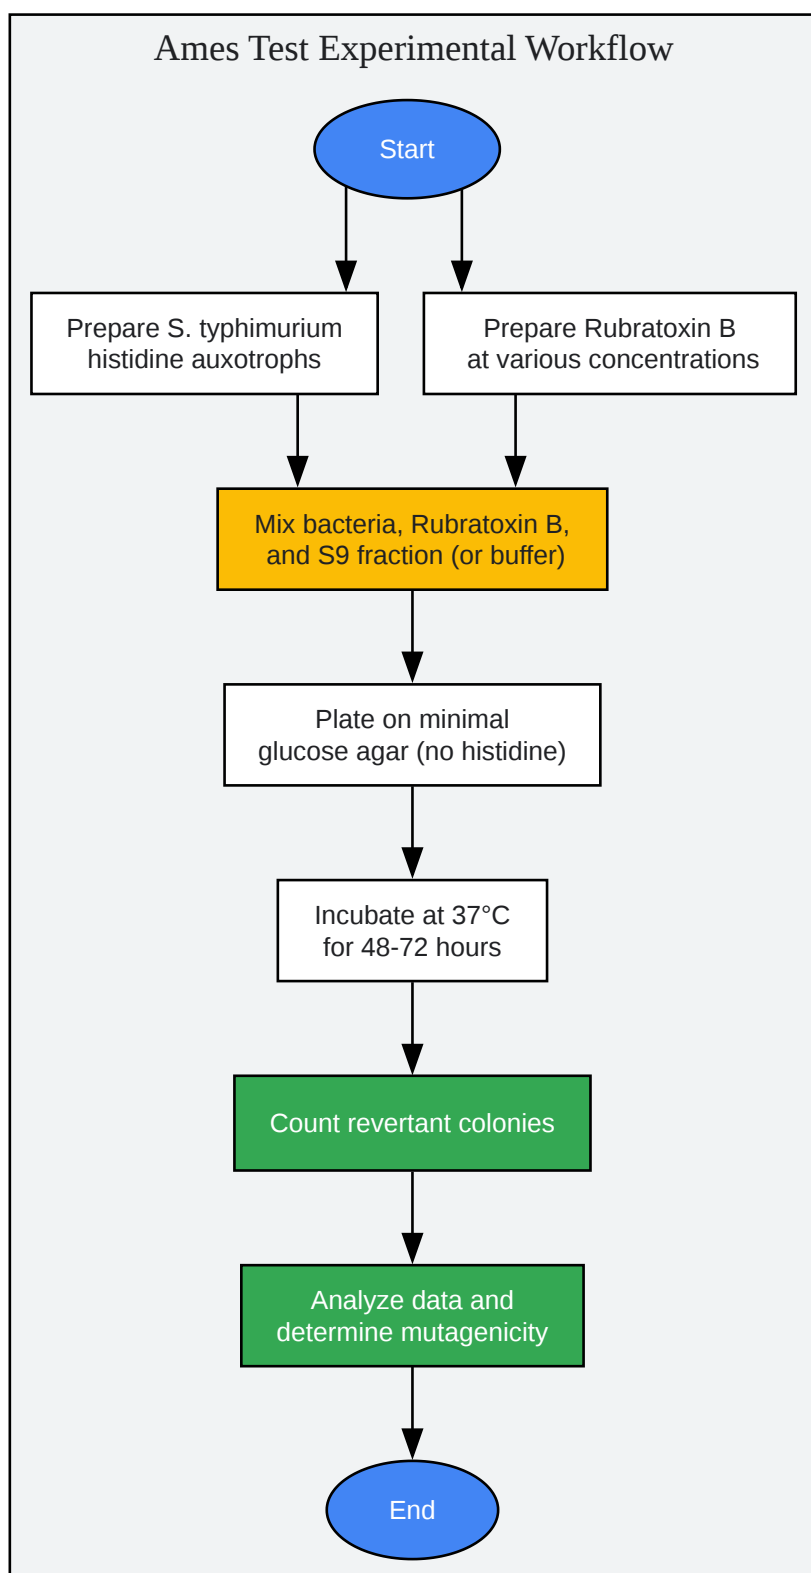 Ames Test Experimental Workflow
Start
Prepare S. typhimurium
histidine auxotrophs
Prepare Rubratoxin B
at various concentrations
Mix bacteria, Rubratoxin B,
and S9 fraction (or buffer)
Plate on minimal
glucose agar (no histidine)
Incubate at 37°C
for 48-72 hours
Count revertant colonies
Analyze data and
determine mutagenicity
End